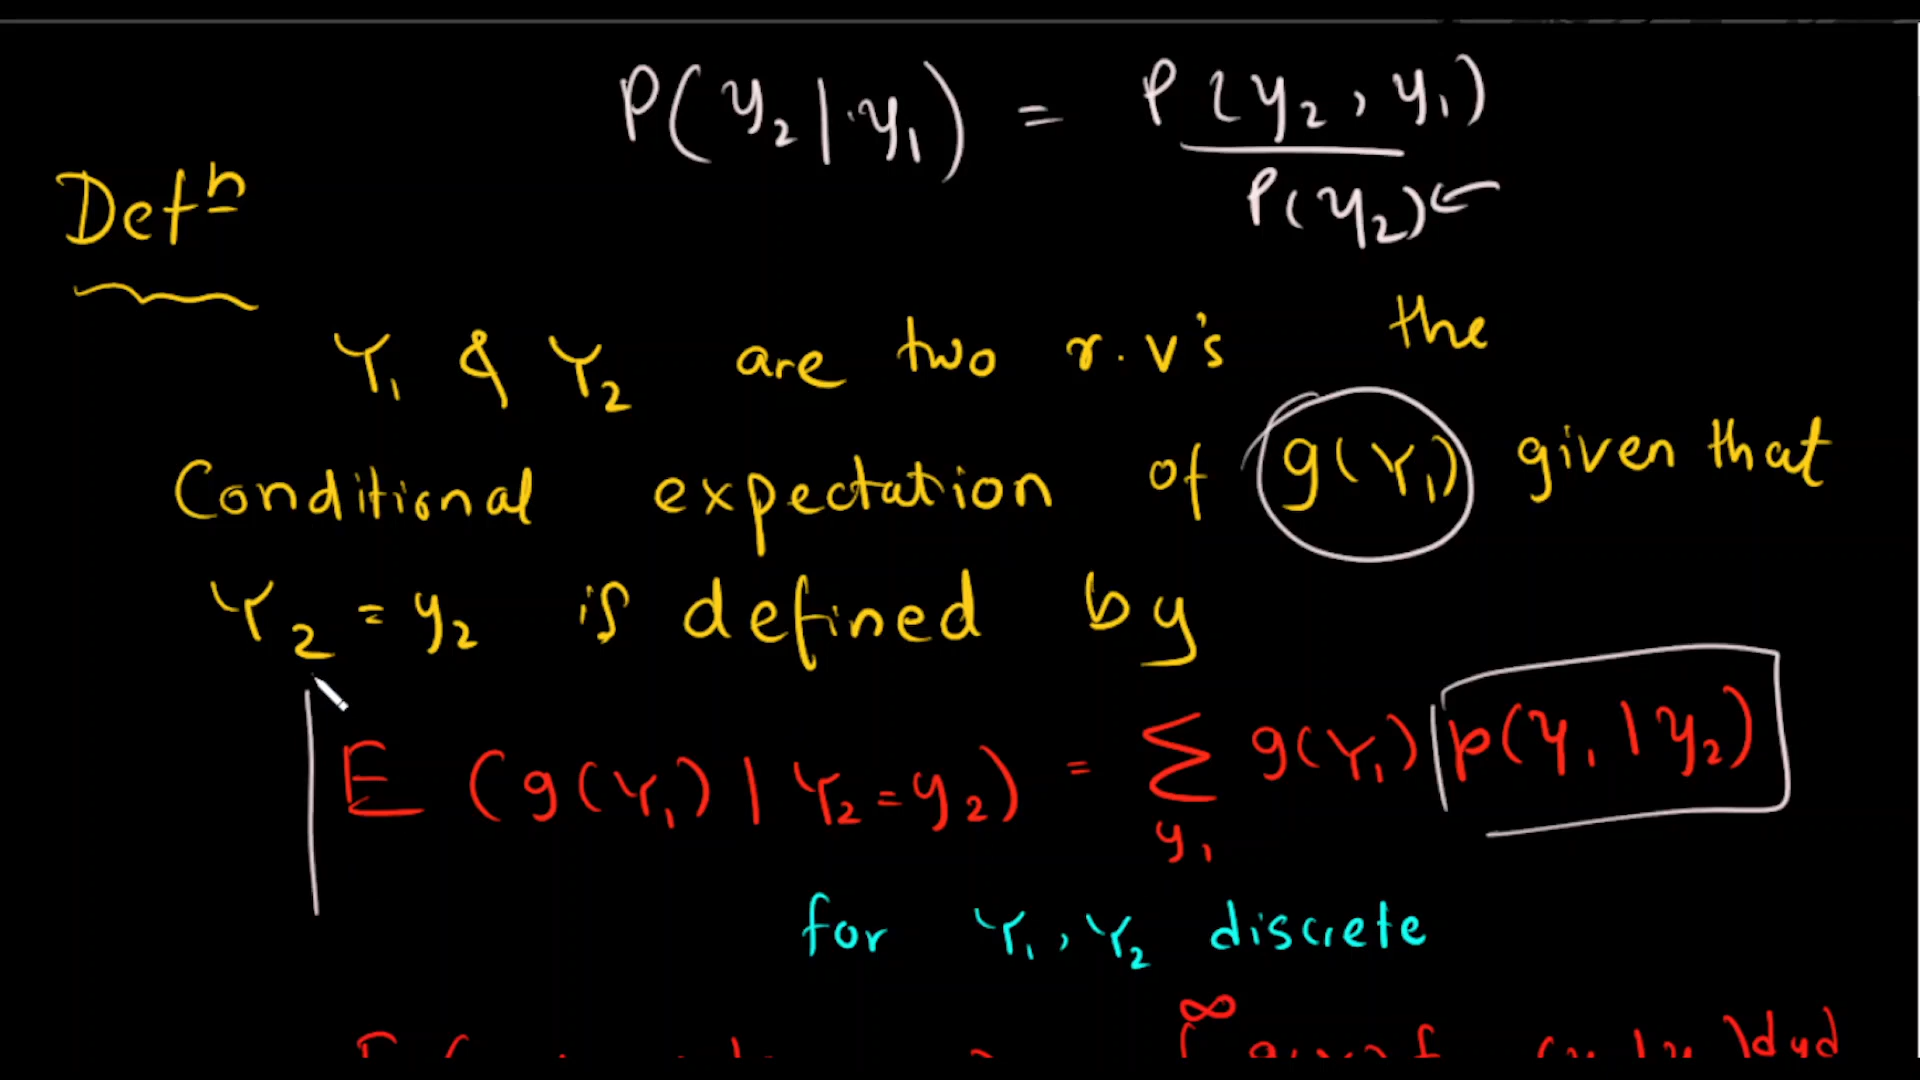 P(y₂|y₁) = P(y₂, y₁)
P(y₂) ←
Defⁿ
Y₁ & Y₂ are two r.v's the
Conditional expectation of g(Y₁) given that
Y₂ = y₂ is defined by
E (g(Y₁) | Y₂ = y₂) = Σ g(Y₁) p(y₁ | y₂)
y₁
for Y₁, Y₂ discrete
∞